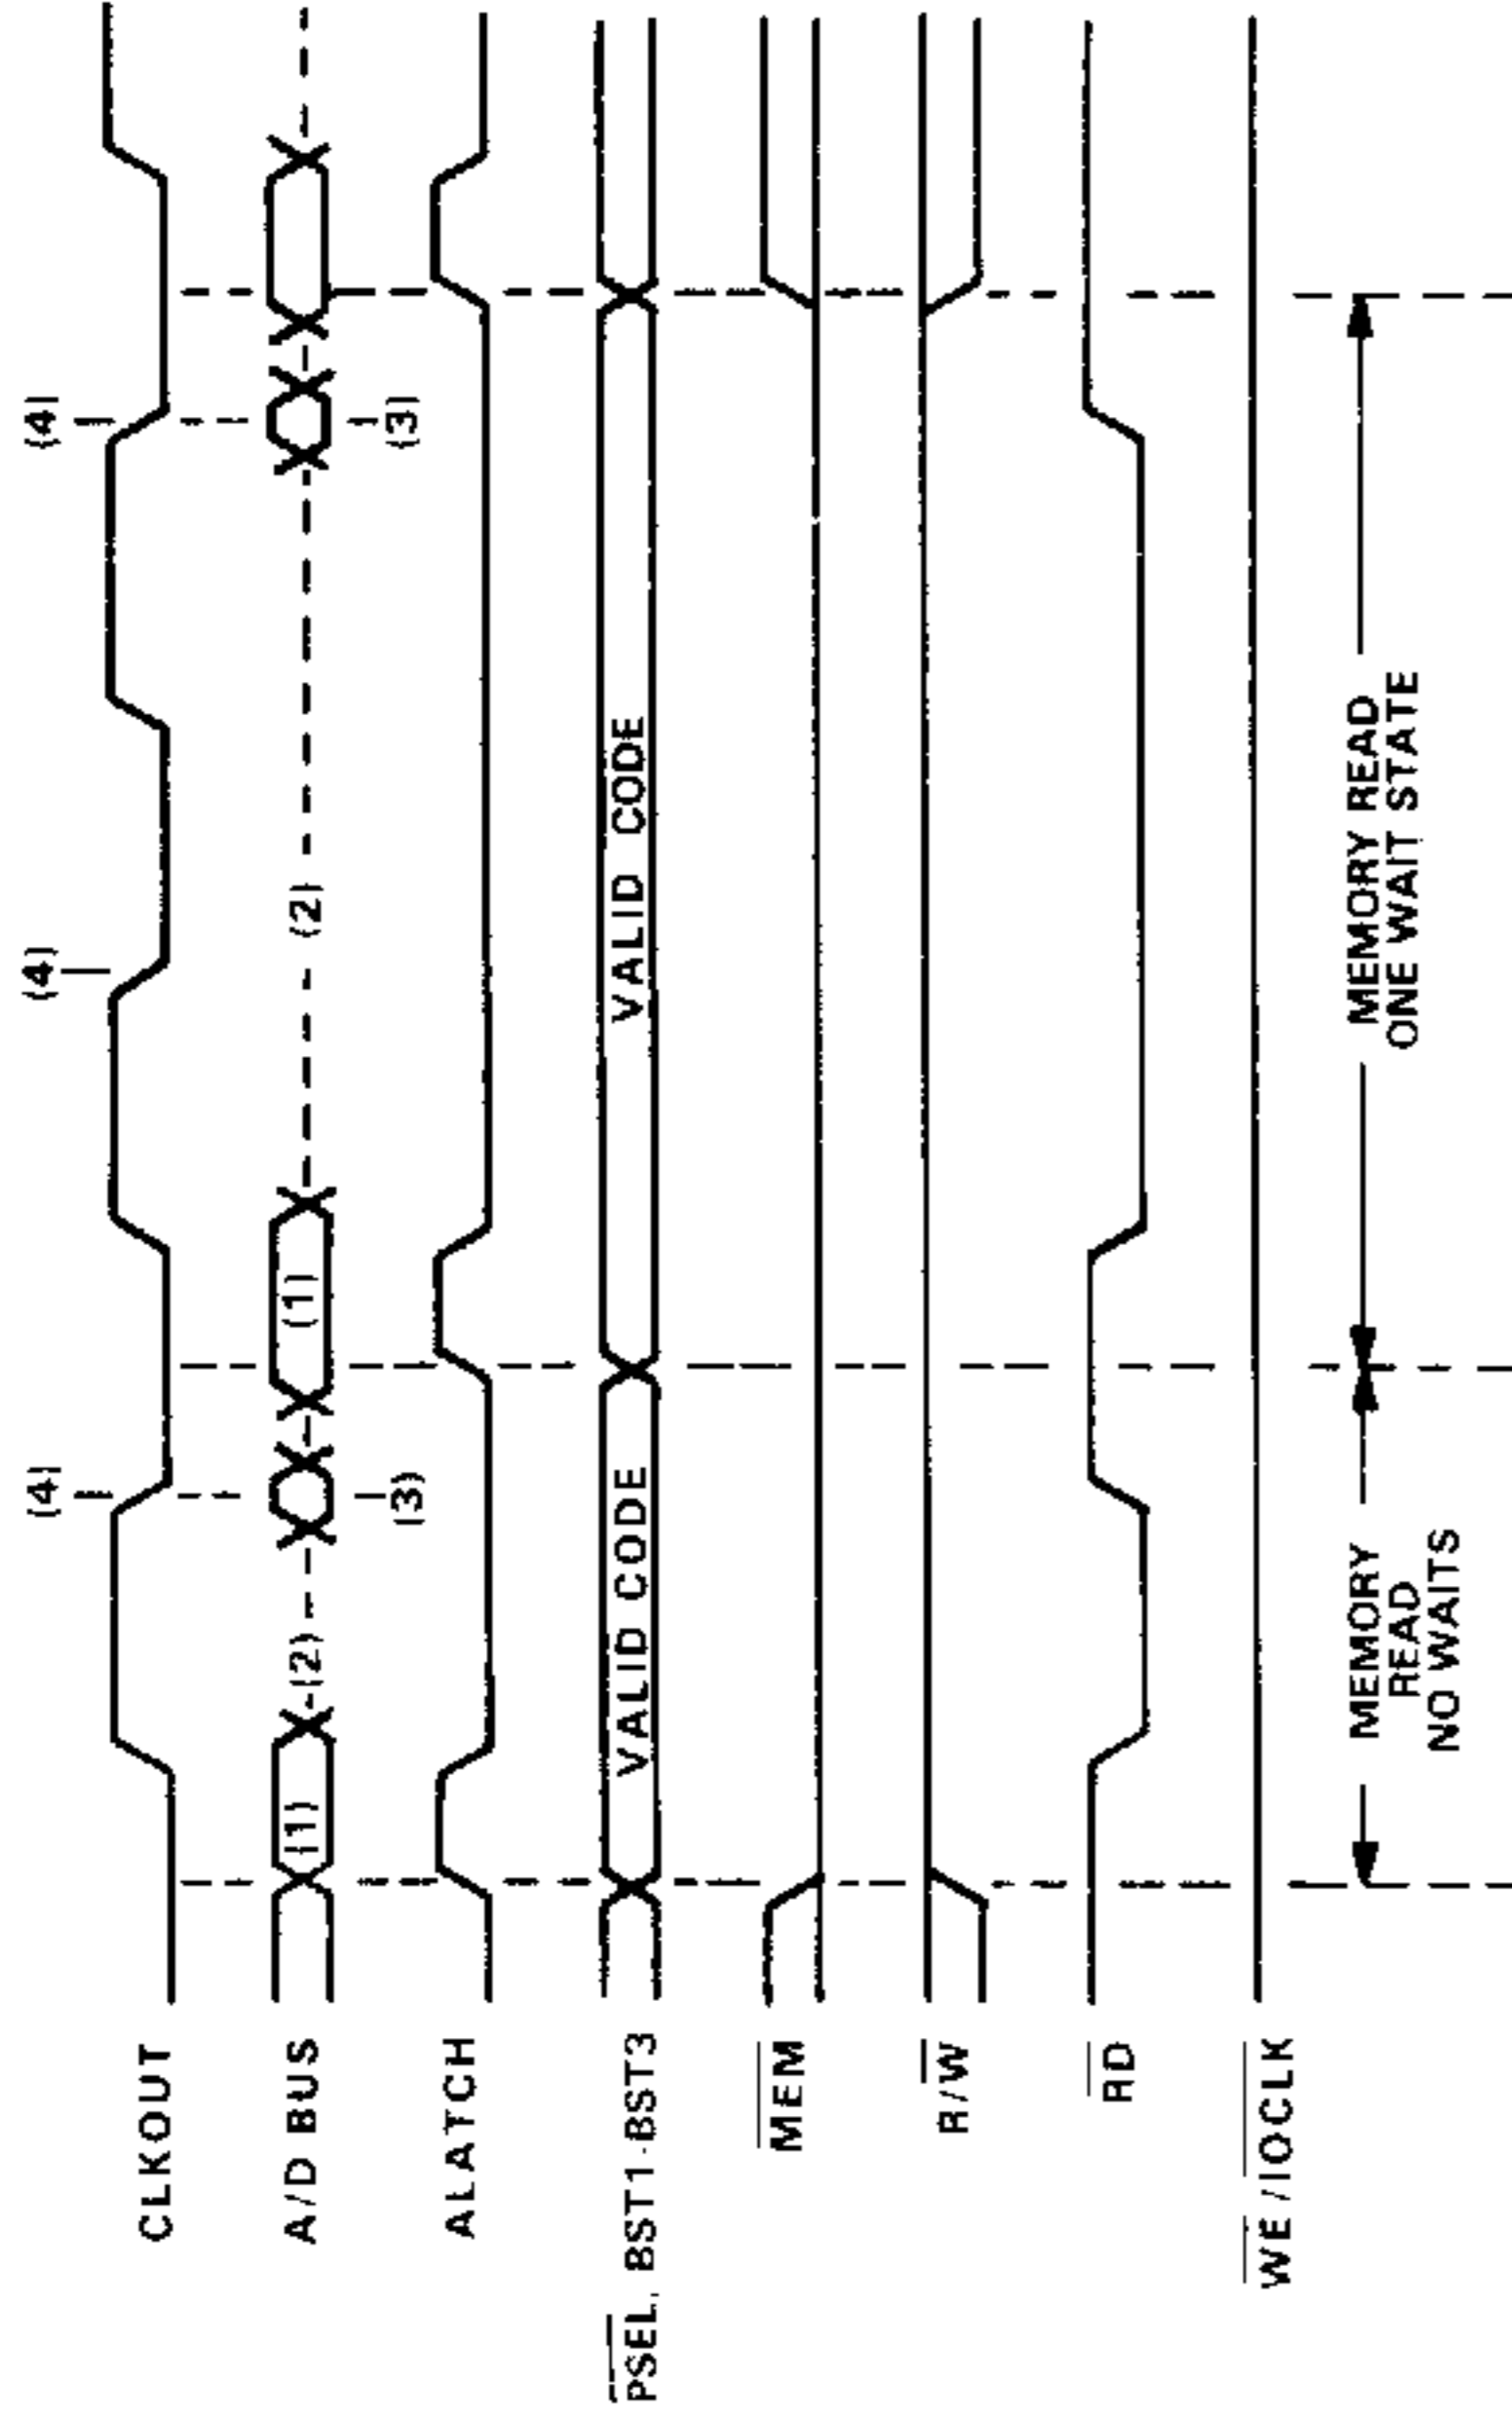 CLKOUT
(4)
(4)
(4)
A/D BUS
(1)
(2)
(1)
(2)
(3)
(3)
ALATCH
PSEL, BST1-BST3
VALID CODE
VALID CODE
MEM
R/W
RD
WE/IOCLK
MEMORY
READ
NO WAITS
MEMORY READ
ONE WAIT STATE